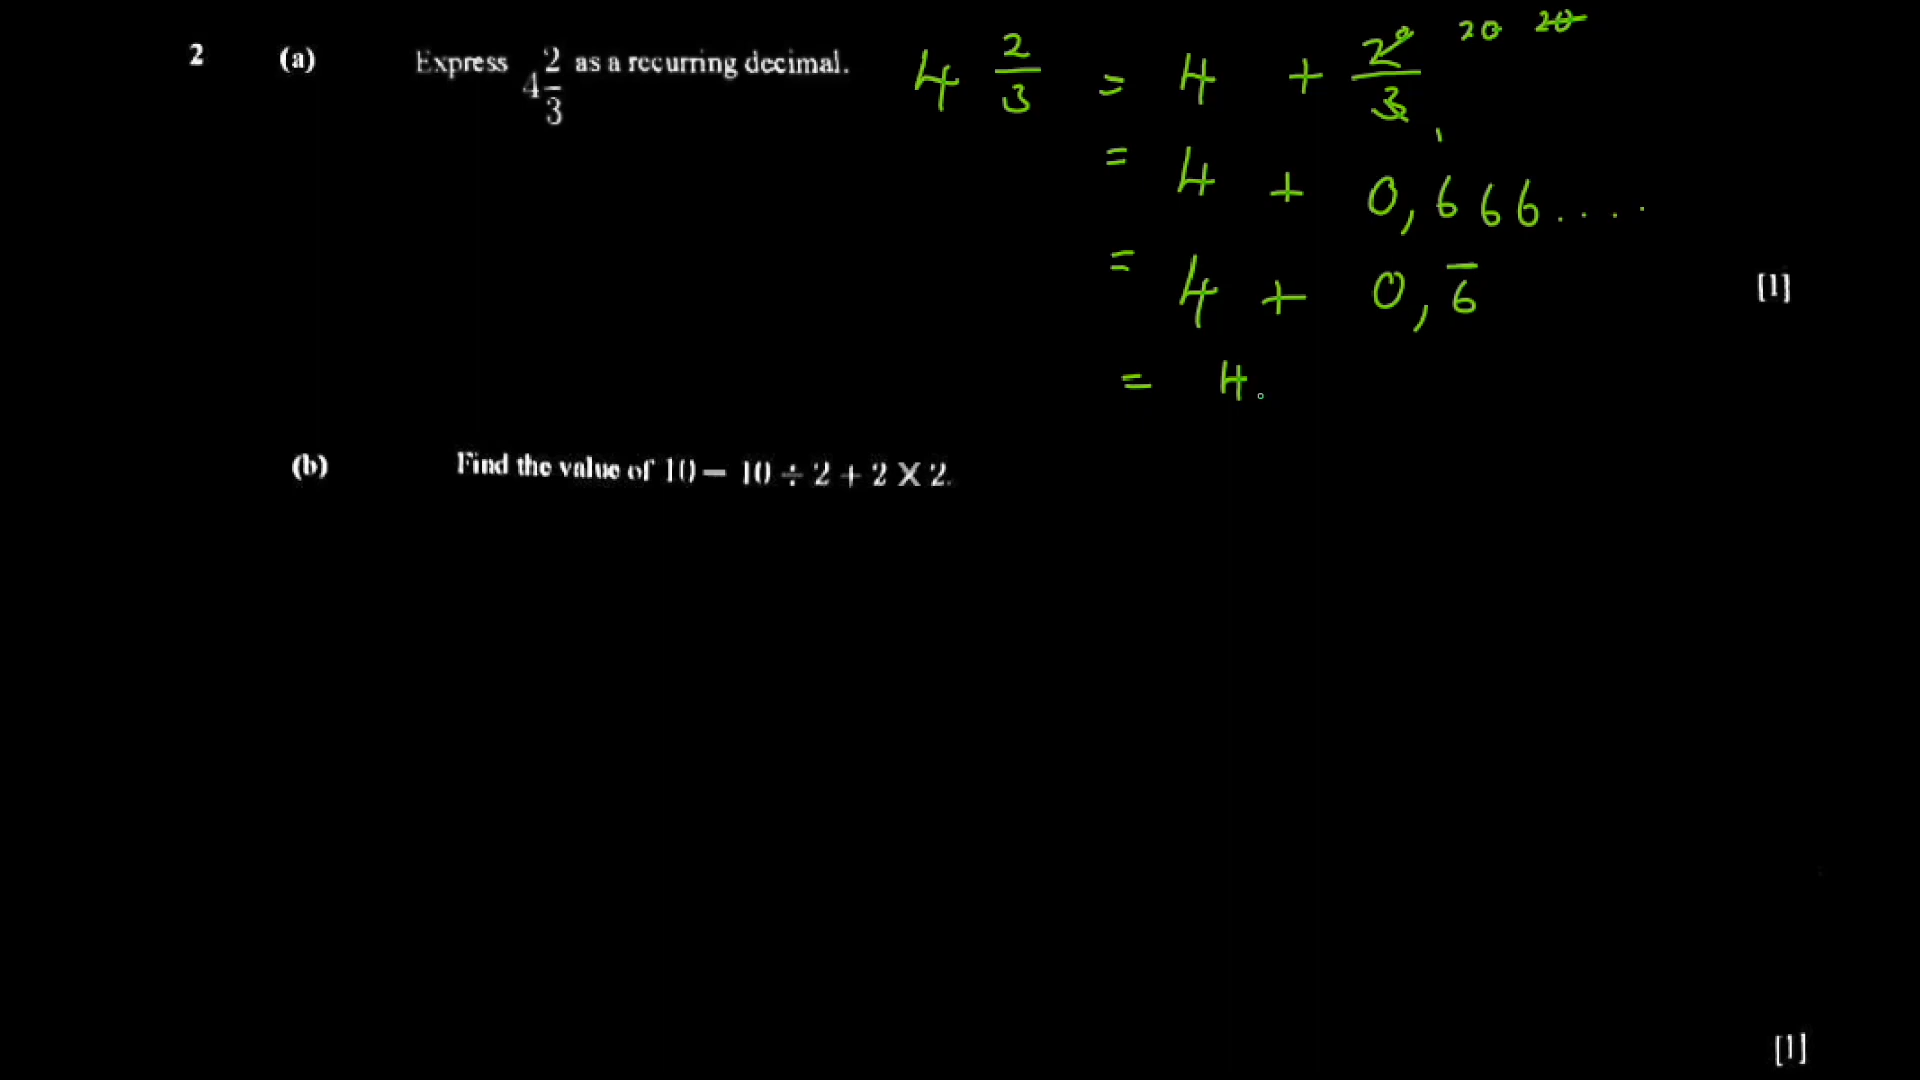 2 (a) Express 4 2/3 as a recurring decimal.
4 2/3 = 4 + 2⁰/3 20 20
= 4 + 0,666....
= 4 + 0,6̅
[1]
= 4.
(b) Find the value of 10 – 10 ÷ 2 + 2 X 2.
[1]